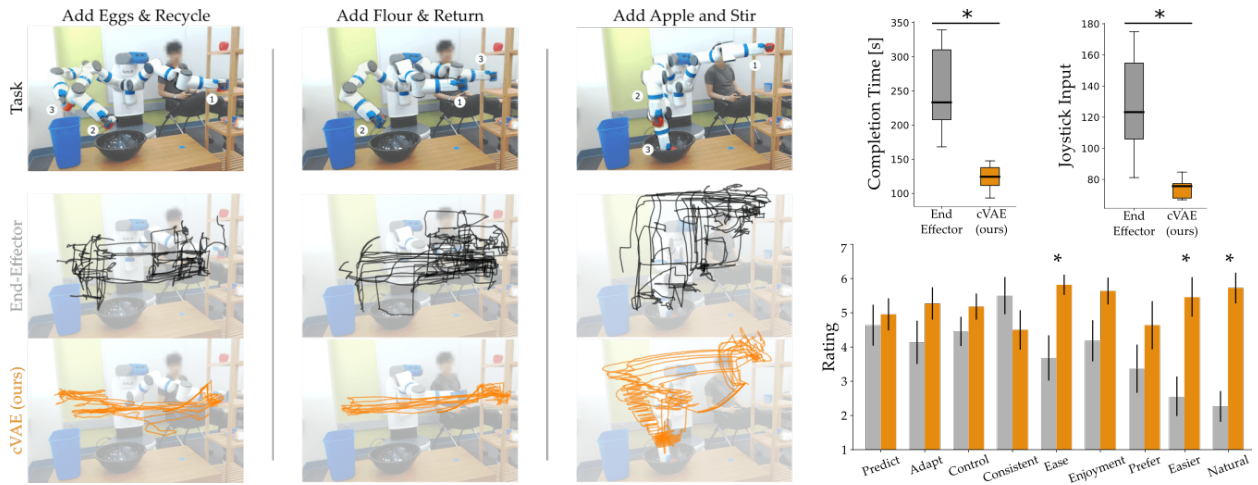 Add Eggs & Recycle
Add Flour & Return
Add Apple and Stir
Task
3
2
1
3
2
1
1
2
3
End-Effector
cVAE (ours)
Completion Time [s]
350
300
250
200
150
100
*
End
Effector
cVAE
(ours)
Joystick Input
180
160
140
120
100
80
*
End
Effector
cVAE
(ours)
Rating
7
6
5
4
3
2
1
* * *
Predict Adapt Control Consistent Ease Enjoyment Prefer Easier Natural